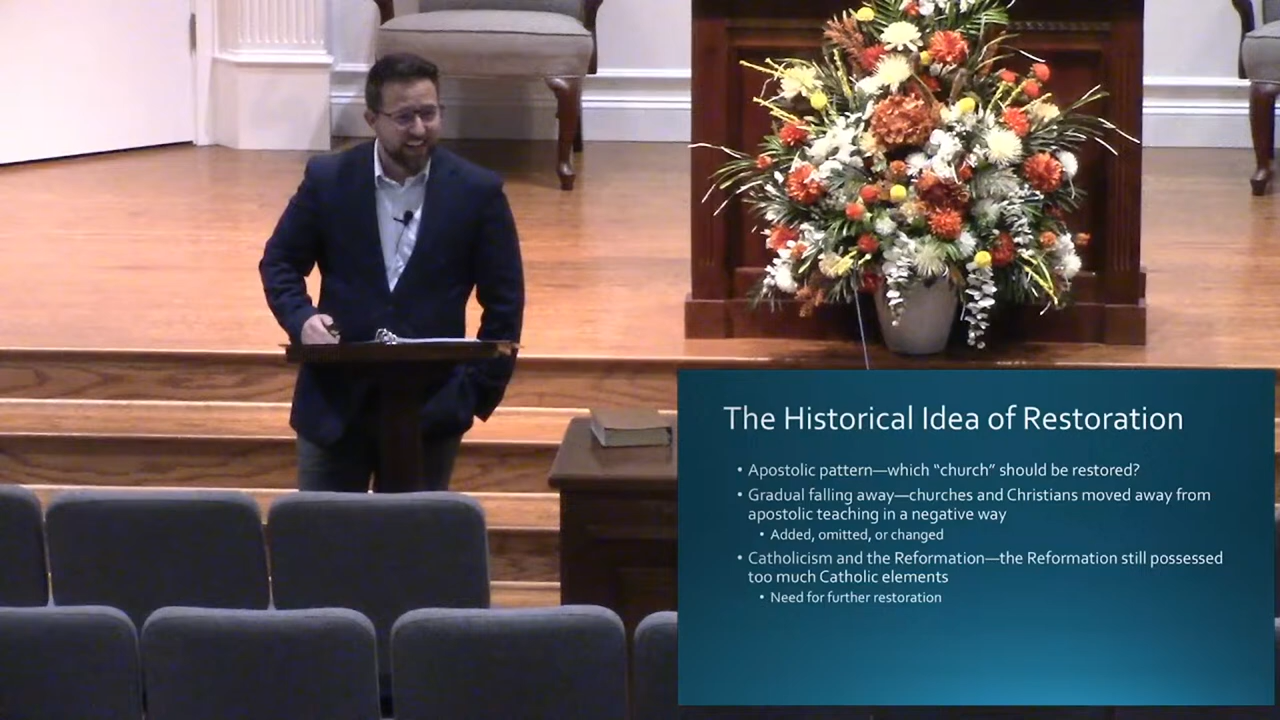 The Historical Idea of Restoration
• Apostolic pattern—which “church” should be restored?
• Gradual falling away—churches and Christians moved away from
apostolic teaching in a negative way
• Added, omitted, or changed
• Catholicism and the Reformation—the Reformation still possessed
too much Catholic elements
• Need for further restoration